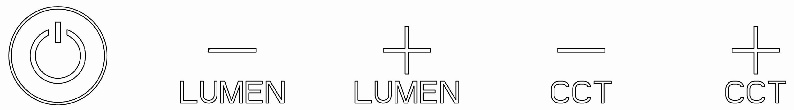 − LUMEN
+ LUMEN
− CCT
+ CCT